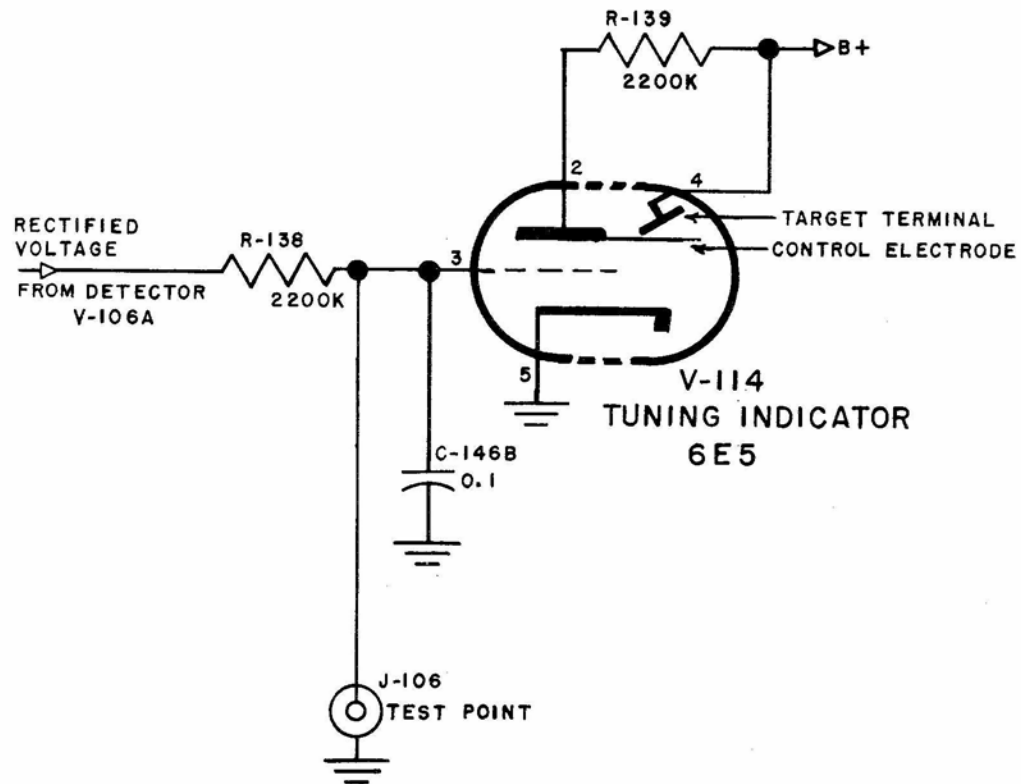 R-139
2200K
B+
2
4
TARGET TERMINAL
CONTROL ELECTRODE
RECTIFIED
VOLTAGE
FROM DETECTOR
V-106A
R-138
2200K
3
5
V-114
TUNING INDICATOR
6E5
C-146B
0.1
J-106
TEST POINT